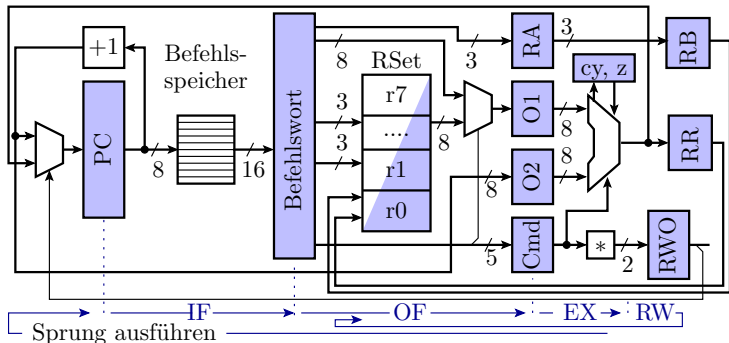 +1
Befehls-
speicher
RSet
PC
8
16
Befehlswort
8
3
3
3
r7
....
r1
r0
8
8
5
RA
3
RB
cy, z
O1
8
O2
8
RR
Cmd
*
2
RWO
IF
OF
EX
RW
Sprung ausführen